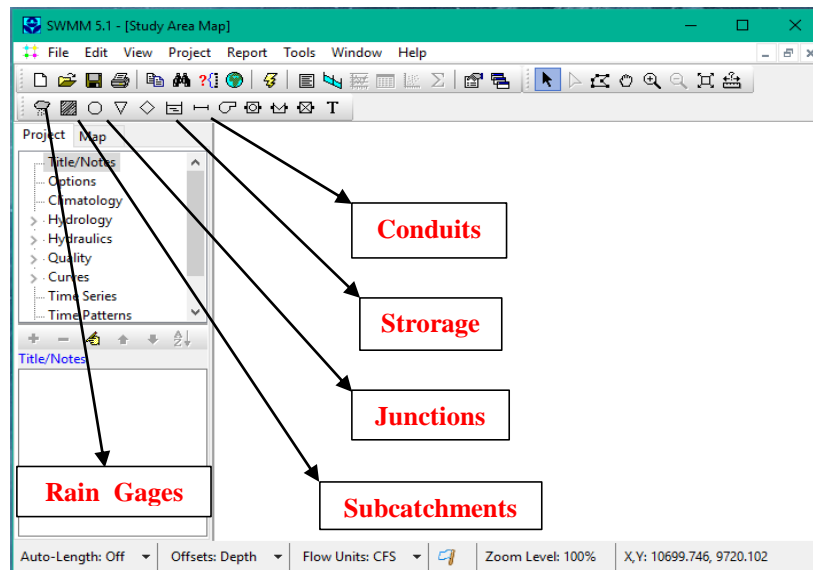 SWMM 5.1 - [Study Area Map]
File Edit View Project Report Tools Window Help
T
Project Map
Title/Notes
Options
Climatology
Hydrology
Hydraulics
Quality
Curves
Time Series
Time Patterns
Title/Notes
Conduits
Strorage
Junctions
Rain Gages
Subcatchments
Auto-Length: Off Offsets: Depth Flow Units: CFS Zoom Level: 100% X,Y: 10699.746, 9720.102